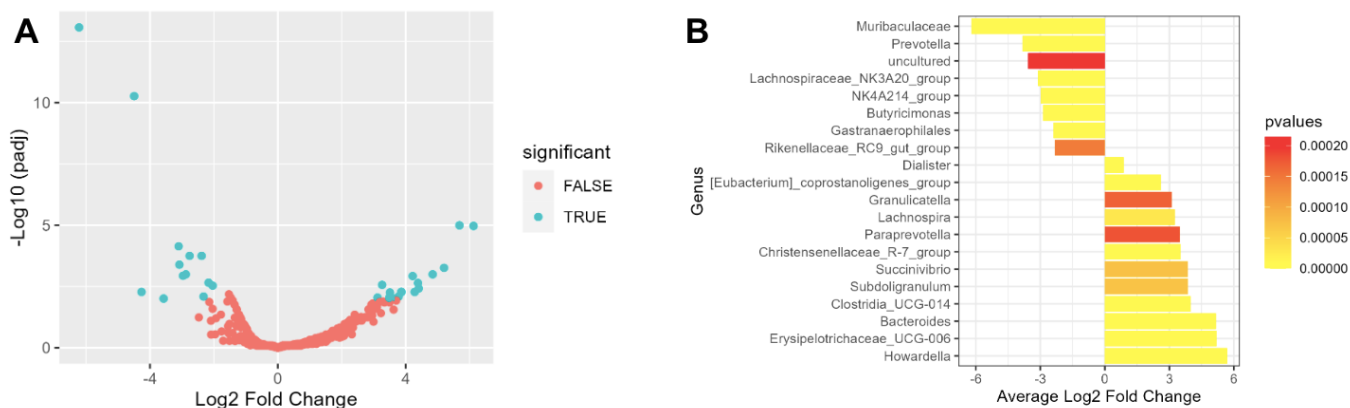 A
-Log10 (padj)
10
5
0
-4
0
4
Log2 Fold Change
significant
FALSE
TRUE
B
Genus
Muribaculaceae
Prevotella
uncultured
Lachnospiraceae_NK3A20_group
NK4A214_group
Butyricimonas
Gastranaerophilales
Rikenellaceae_RC9_gut_group
Dialister
[Eubacterium]_coprostanoligenes_group
Granulicatella
Lachnospira
Paraprevotella
Christensenellaceae_R-7_group
Succinivibrio
Subdoligranulum
Clostridia_UCG-014
Bacteroides
Erysipelotrichaceae_UCG-006
Howardella
-6
-3
0
3
6
Average Log2 Fold Change
pvalues
0.00020
0.00015
0.00010
0.00005
0.00000